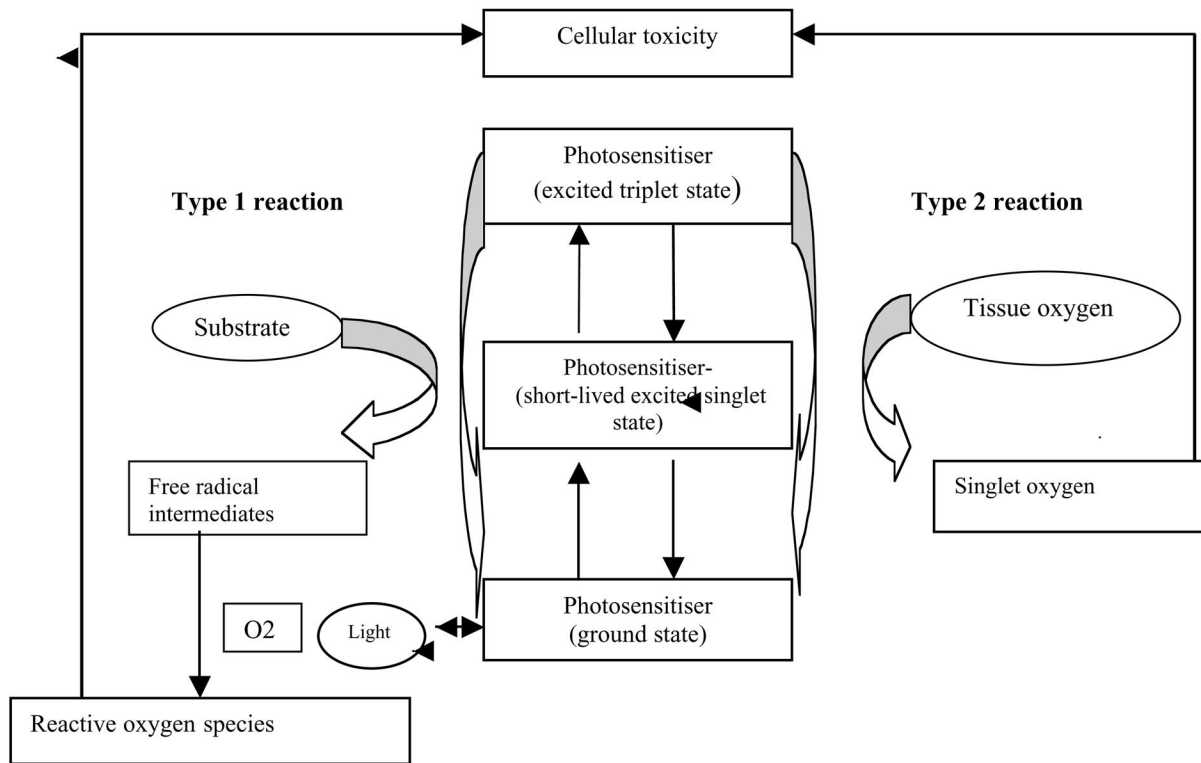 Cellular toxicity
Photosensitiser
(excited triplet state)
Type 1 reaction
Type 2 reaction
Substrate
Tissue oxygen
Photosensitiser-
(short-lived excited singlet
state)
Free radical
intermediates
Singlet oxygen
O2
Light
Photosensitiser
(ground state)
Reactive oxygen species